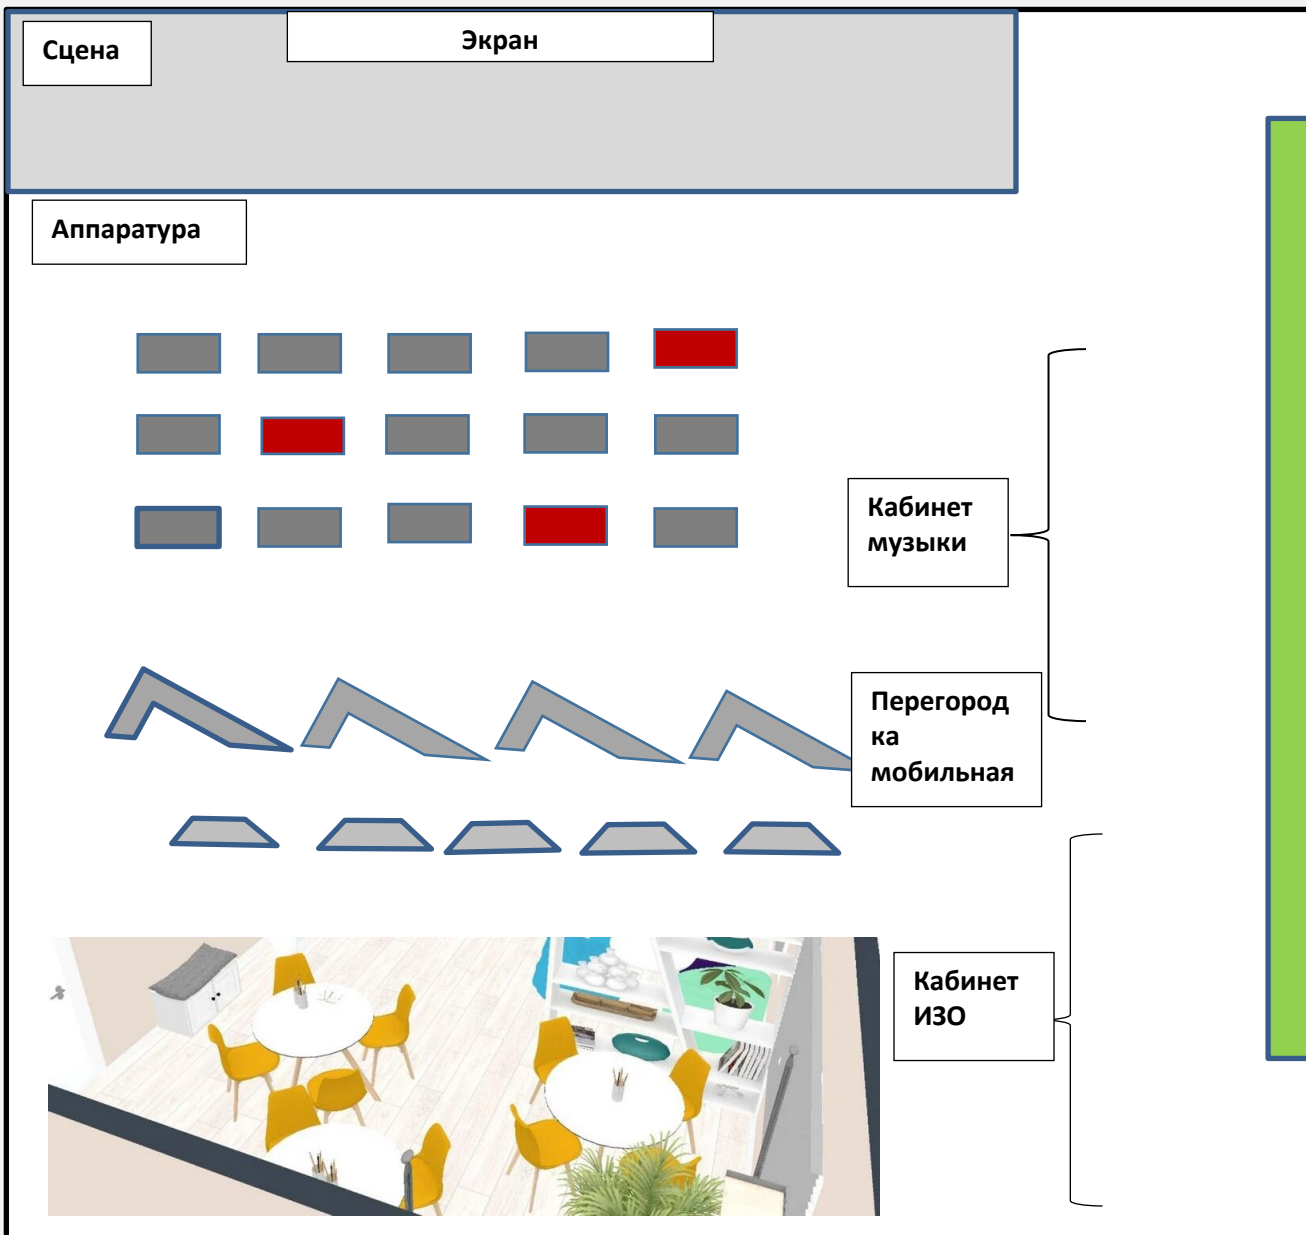 Сцена
Экран
Аппаратура
Кабинет
музыки
Перегород
ка
мобильная
Кабинет
ИЗО